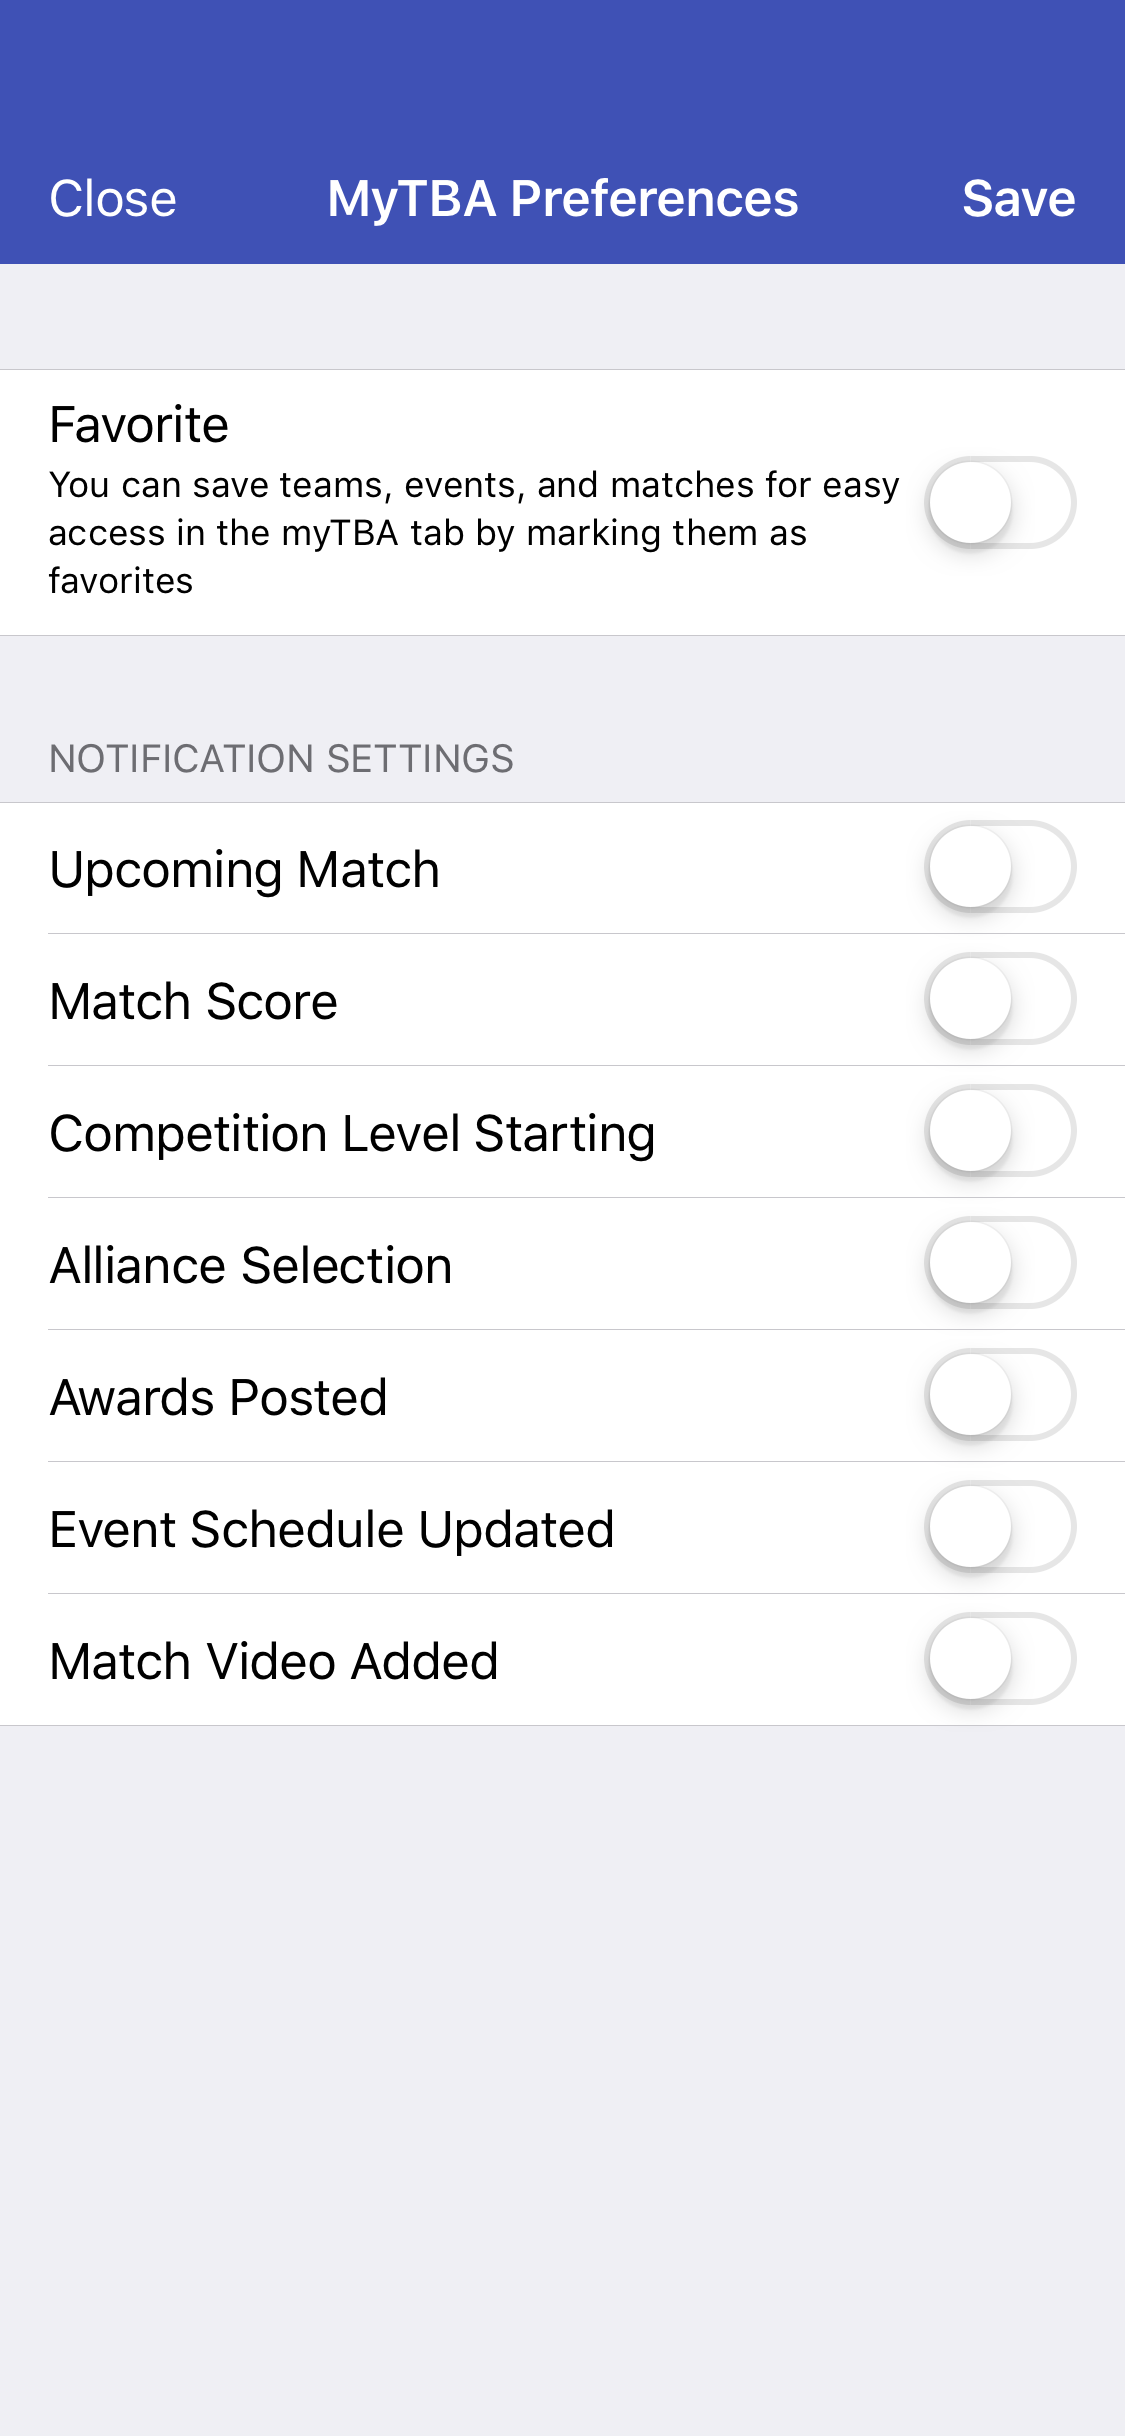 Close MyTBA Preferences Save
Favorite
You can save teams, events, and matches for easy
access in the myTBA tab by marking them as
favorites
NOTIFICATION SETTINGS
Upcoming Match
Match Score
Competition Level Starting
Alliance Selection
Awards Posted
Event Schedule Updated
Match Video Added